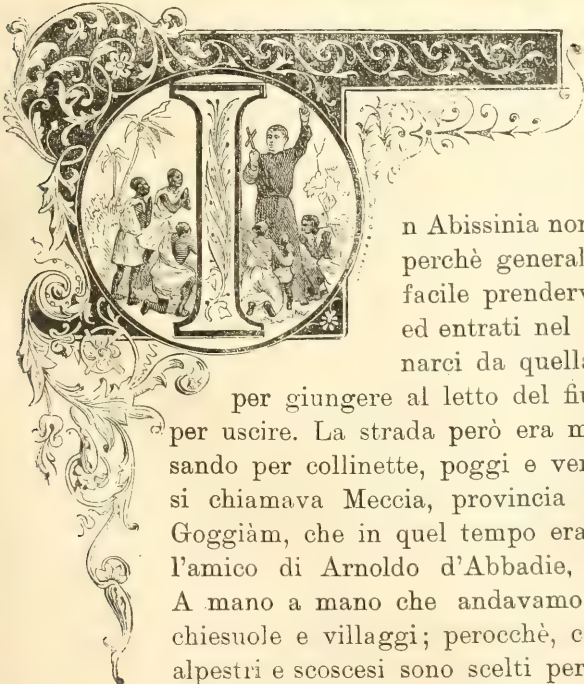 In Abissinia non
perchè general
facile prenderv
ed entrati nel
narci da quella
per giungere al letto del fiu
per uscire. La strada però era m
sando per collinette, poggi e ver
si chiamava Meccia, provincia
Goggiàm, che in quel tempo era
l'amico di Arnoldo d'Abbadie,
A mano a mano che andavamo
chiesuole e villaggi; perocchè, c
alpestri e scoscesi sono scelti per